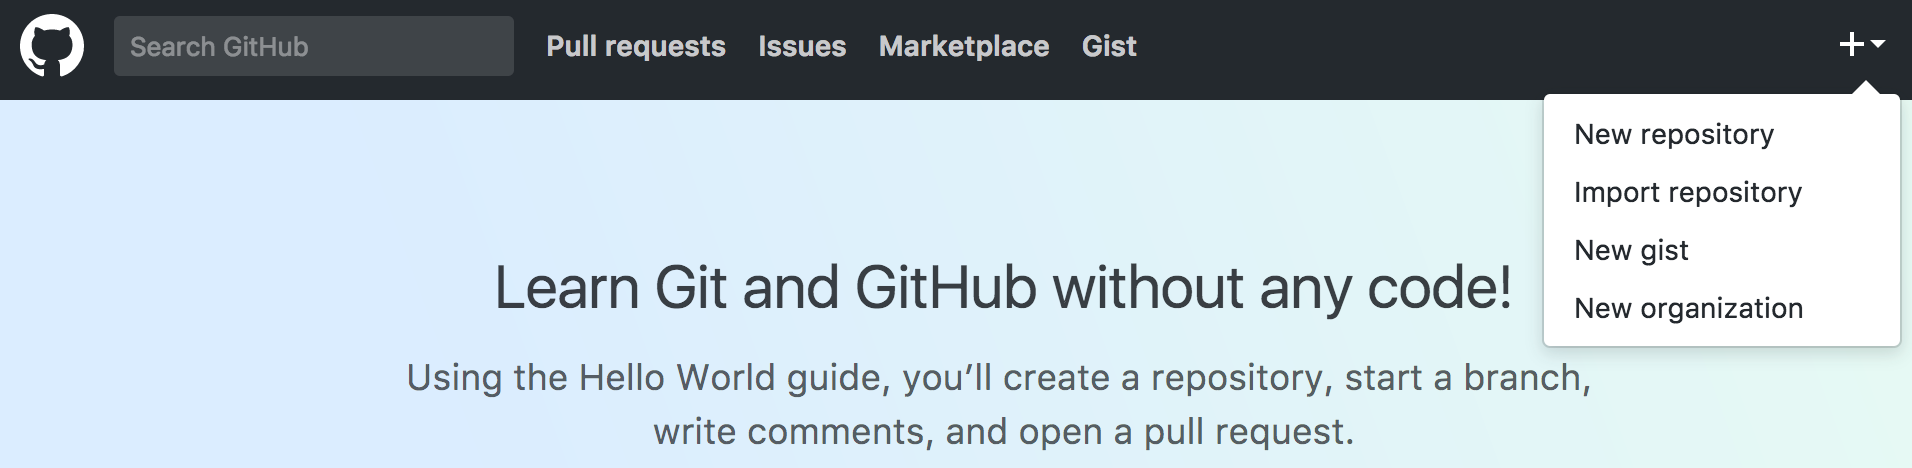 Search GitHub Pull requests Issues Marketplace Gist
New repository
Import repository
New gist
New organization
Learn Git and GitHub without any code!
Using the Hello World guide, you’ll create a repository, start a branch,
write comments, and open a pull request.